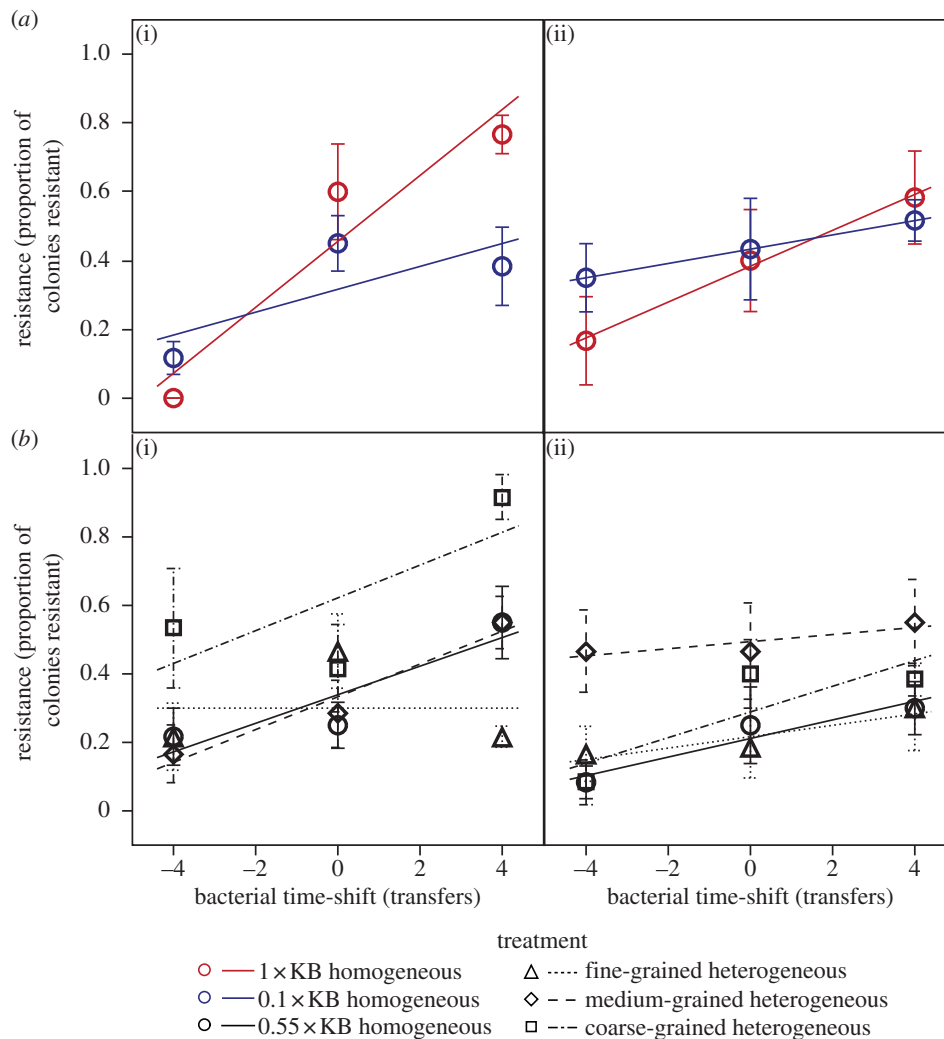 (a)
(i)
(ii)
resistance (proportion of
colonies resistant)
1.0
0.8
0.6
0.4
0.2
0
(b)
(i)
(ii)
resistance (proportion of
colonies resistant)
1.0
0.8
0.6
0.4
0.2
0
−4 −2 0 2 4
−4 −2 0 2 4
bacterial time-shift (transfers)
bacterial time-shift (transfers)
treatment
1 × KB homogeneous
0.1 × KB homogeneous
0.55 × KB homogeneous
fine-grained heterogeneous
medium-grained heterogeneous
coarse-grained heterogeneous